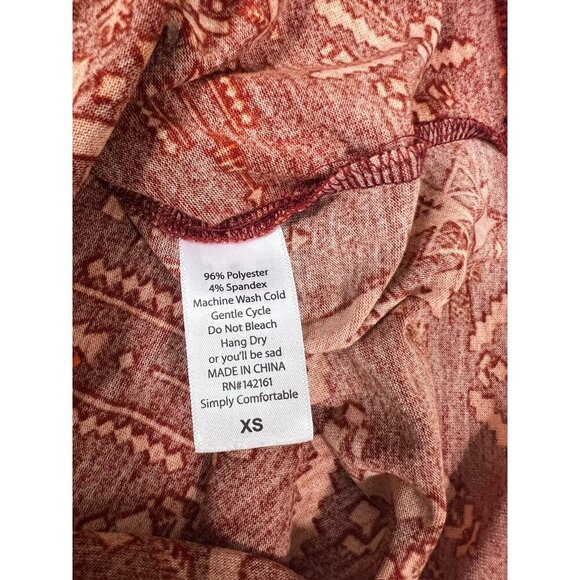 96% Polyester
4% Spandex
Machine Wash Cold
Gentle Cycle
Do Not Bleach
Hang Dry
or you'll be sad
MADE IN CHINA
RN#142161
Simply Comfortable
XS